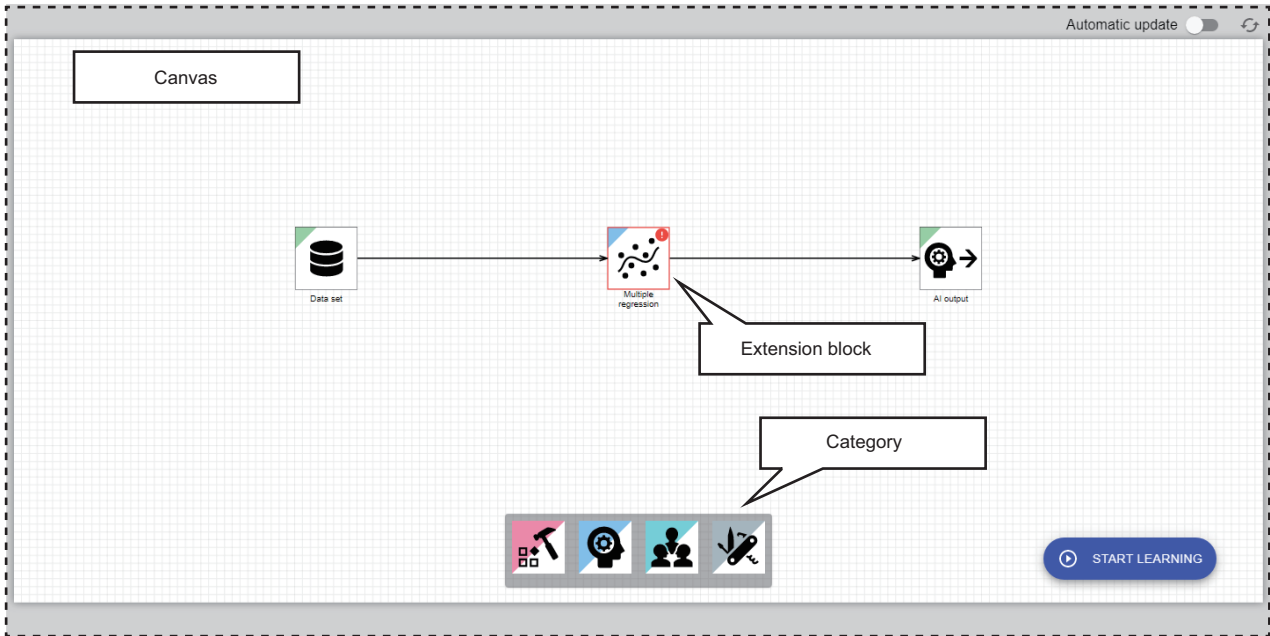 Automatic update
Canvas
Data set
Multiple
regression
AI output
Extension block
Category
START LEARNING